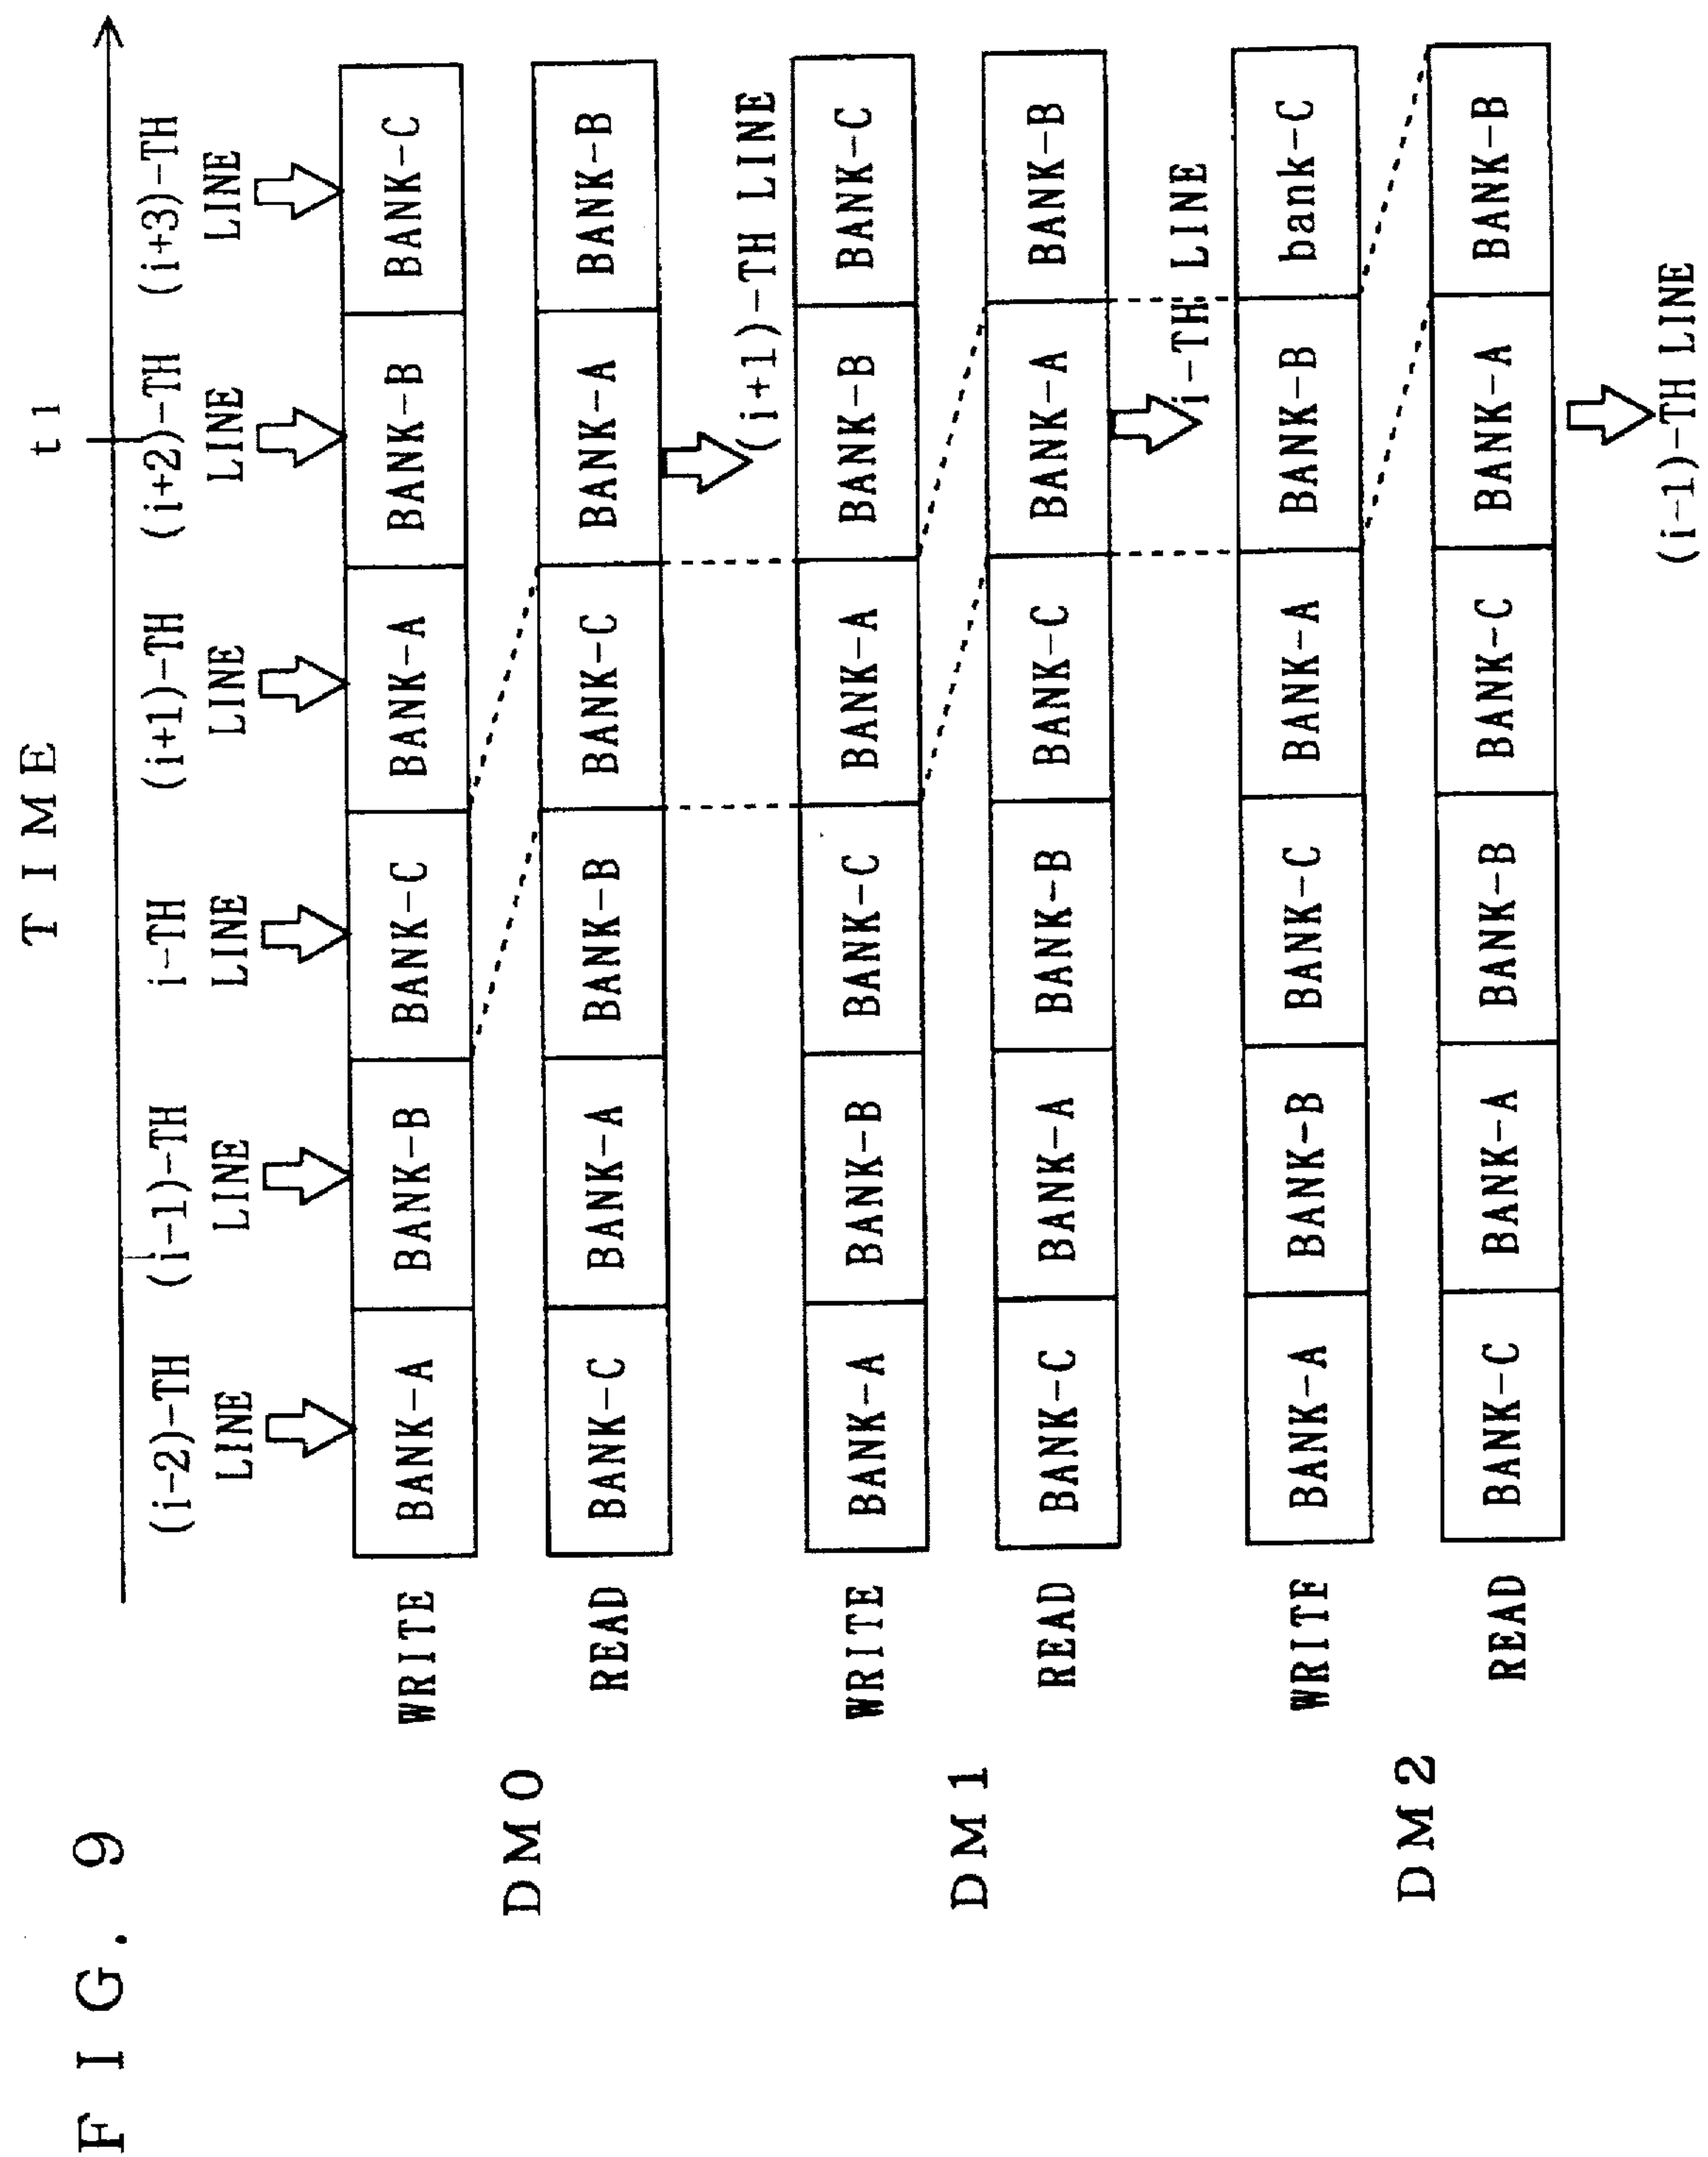 FIG. 9
TIME
t1
(i-2)-TH (i-1)-TH i-TH (i+1)-TH (i+2)-TH (i+3)-TH
LINE LINE LINE LINE LINE LINE
DM0
WRITE BANK-A BANK-B BANK-C BANK-A BANK-B BANK-C
READ BANK-C BANK-A BANK-B BANK-C BANK-A BANK-B
(i+1)-TH LINE
DM1
WRITE BANK-A BANK-B BANK-C BANK-A BANK-B BANK-C
READ BANK-C BANK-A BANK-B BANK-C BANK-A BANK-B
i-TH LINE
DM2
WRITE BANK-A BANK-B BANK-C BANK-A BANK-B bank-C
READ BANK-C BANK-A BANK-B BANK-C BANK-A BANK-B
(i-1)-TH LINE